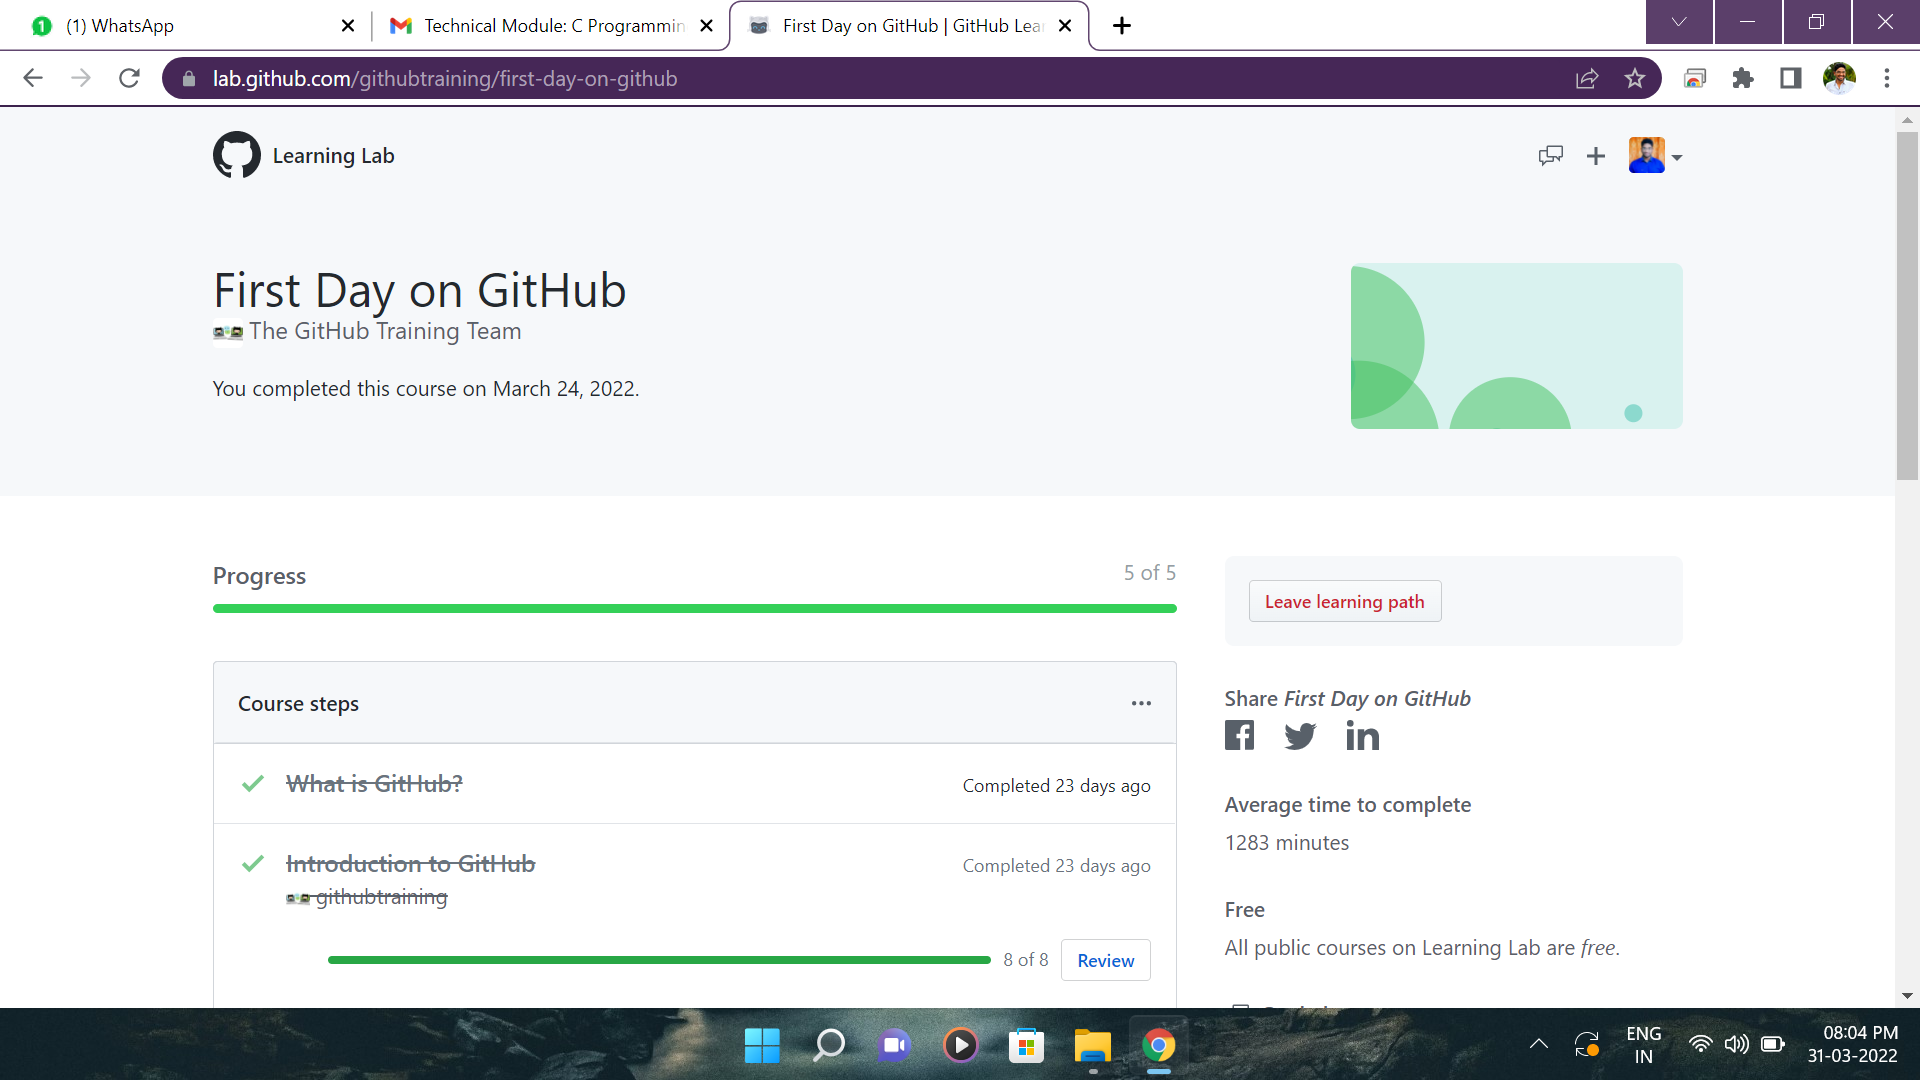 (1) WhatsApp
Technical Module: C Programmin
First Day on GitHub | GitHub Lear
lab.github.com/githubtraining/first-day-on-github
Learning Lab
First Day on GitHub
The GitHub Training Team
You completed this course on March 24, 2022.
Progress
5 of 5
Leave learning path
Course steps
...
Share First Day on GitHub
What is GitHub?
Completed 23 days ago
Introduction to GitHub
Completed 23 days ago
githubtraining
8 of 8
Review
Average time to complete
1283 minutes
Free
All public courses on Learning Lab are free.
ENG
IN
08:04 PM
31-03-2022